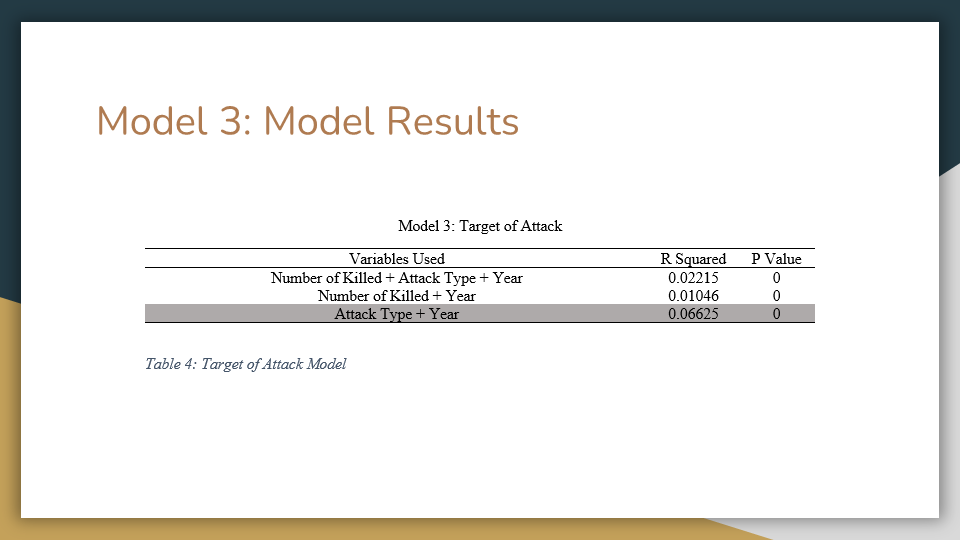 Model 3: Model Results
Model 3: Target of Attack
Variables Used R Squared P Value
Number of Killed + Attack Type + Year 0.02215 0
Number of Killed + Year 0.01046 0
Attack Type + Year 0.06625 0
Table 4: Target of Attack Model